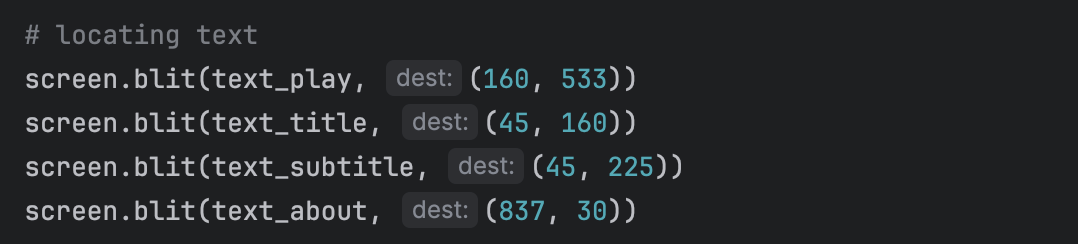 # locating text
screen.blit(text_play, dest: (160, 533))
screen.blit(text_title, dest: (45, 160))
screen.blit(text_subtitle, dest: (45, 225))
screen.blit(text_about, dest: (837, 30))